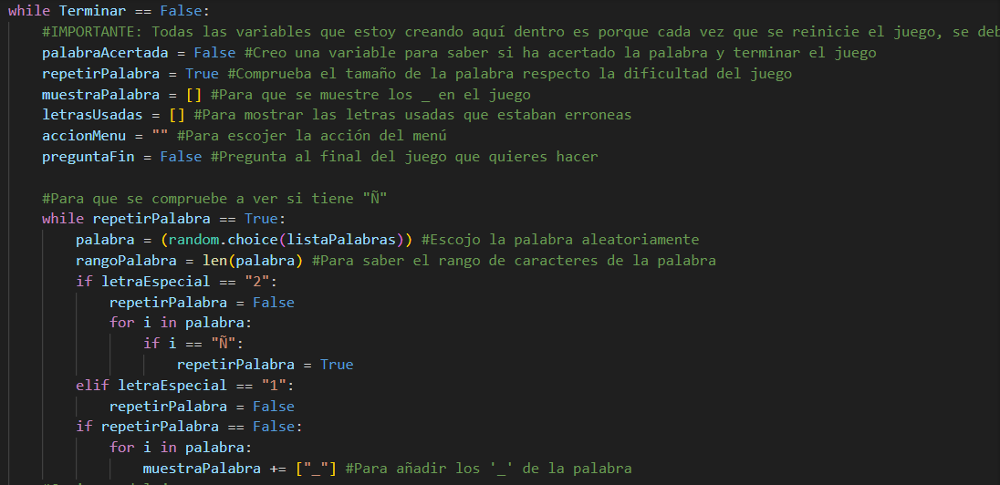 while Terminar == False:
#IMPORTANTE: Todas las variables que estoy creando aquí dentro es porque cada vez que se reinicie el juego, se
palabraAcertada = False #Creo una variable para saber si ha acertado la palabra y terminar el juego
repetirPalabra = True #Comprueba el tamaño de la palabra respecto la dificultad del juego
muestraPalabra = [] #Para que se muestre los _ en el juego
letrasUsadas = [] #Para mostrar las letras usadas que estaban erroneas
accionMenu = "" #Para escojer la acción del menú
preguntaFin = False #Pregunta al final del juego que quieres hacer
#Para que se compruebe a ver si tiene "Ñ"
while repetirPalabra == True:
palabra = (random.choice(listaPalabras)) #Escojo la palabra aleatoriamente
rangoPalabra = len(palabra) #Para saber el rango de caracteres de la palabra
if letraEspecial == "2":
repetirPalabra = False
for i in palabra:
if i == "Ñ":
repetirPalabra = True
elif letraEspecial == "1":
repetirPalabra = False
if repetirPalabra == False:
for i in palabra:
muestraPalabra += ["_"] #Para añadir los '_' de la palabra